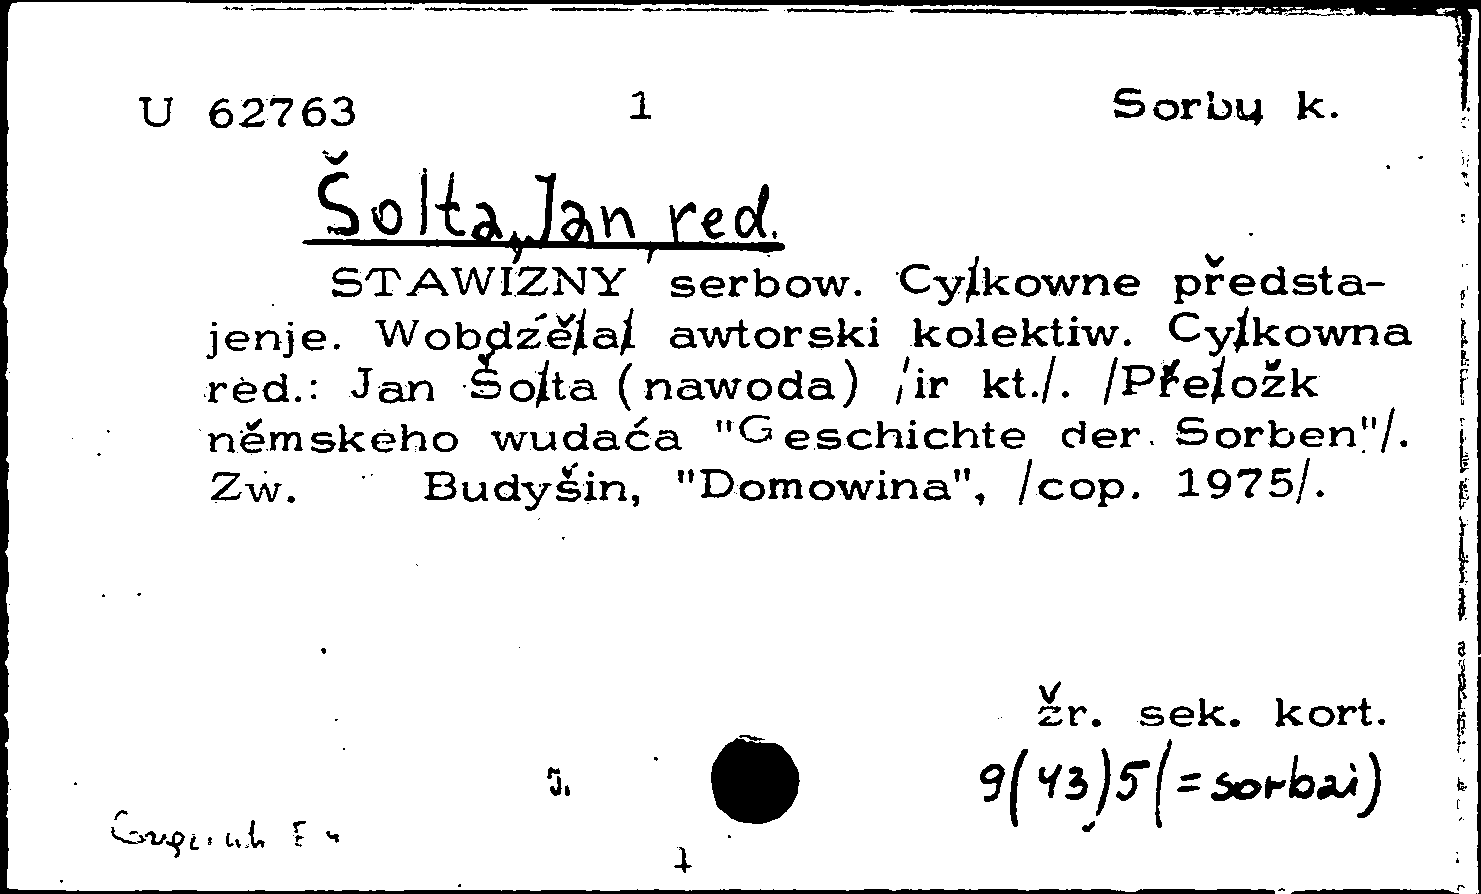 U 62763 1 Sorbų k.
Šolta, Jan, red.
STAWIZNY serbow. Cyłkowne předsta-
jenje. Wobdźěłał awtorski kolektiw. Cyłkowna
red.: Jan Šołta (nawoda) /ir kt./. /Přełožk
němskeho wudaća "Geschichte der Sorben"/.
Zw. Budyšin, "Domowina", /cop. 1975/.
žr. sek. kort.
9(43)5(=sorbai)
J.
1